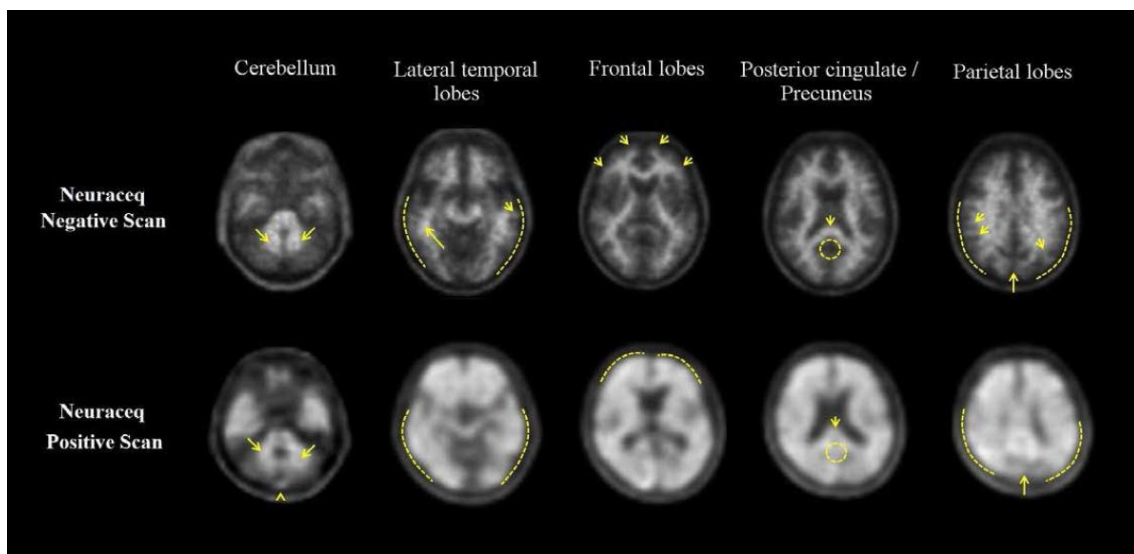 Cerebellum
Lateral temporal
lobes
Frontal lobes
Posterior cingulate /
Precuneus
Parietal lobes
Neuraceq
Negative Scan
Neuraceq
Positive Scan